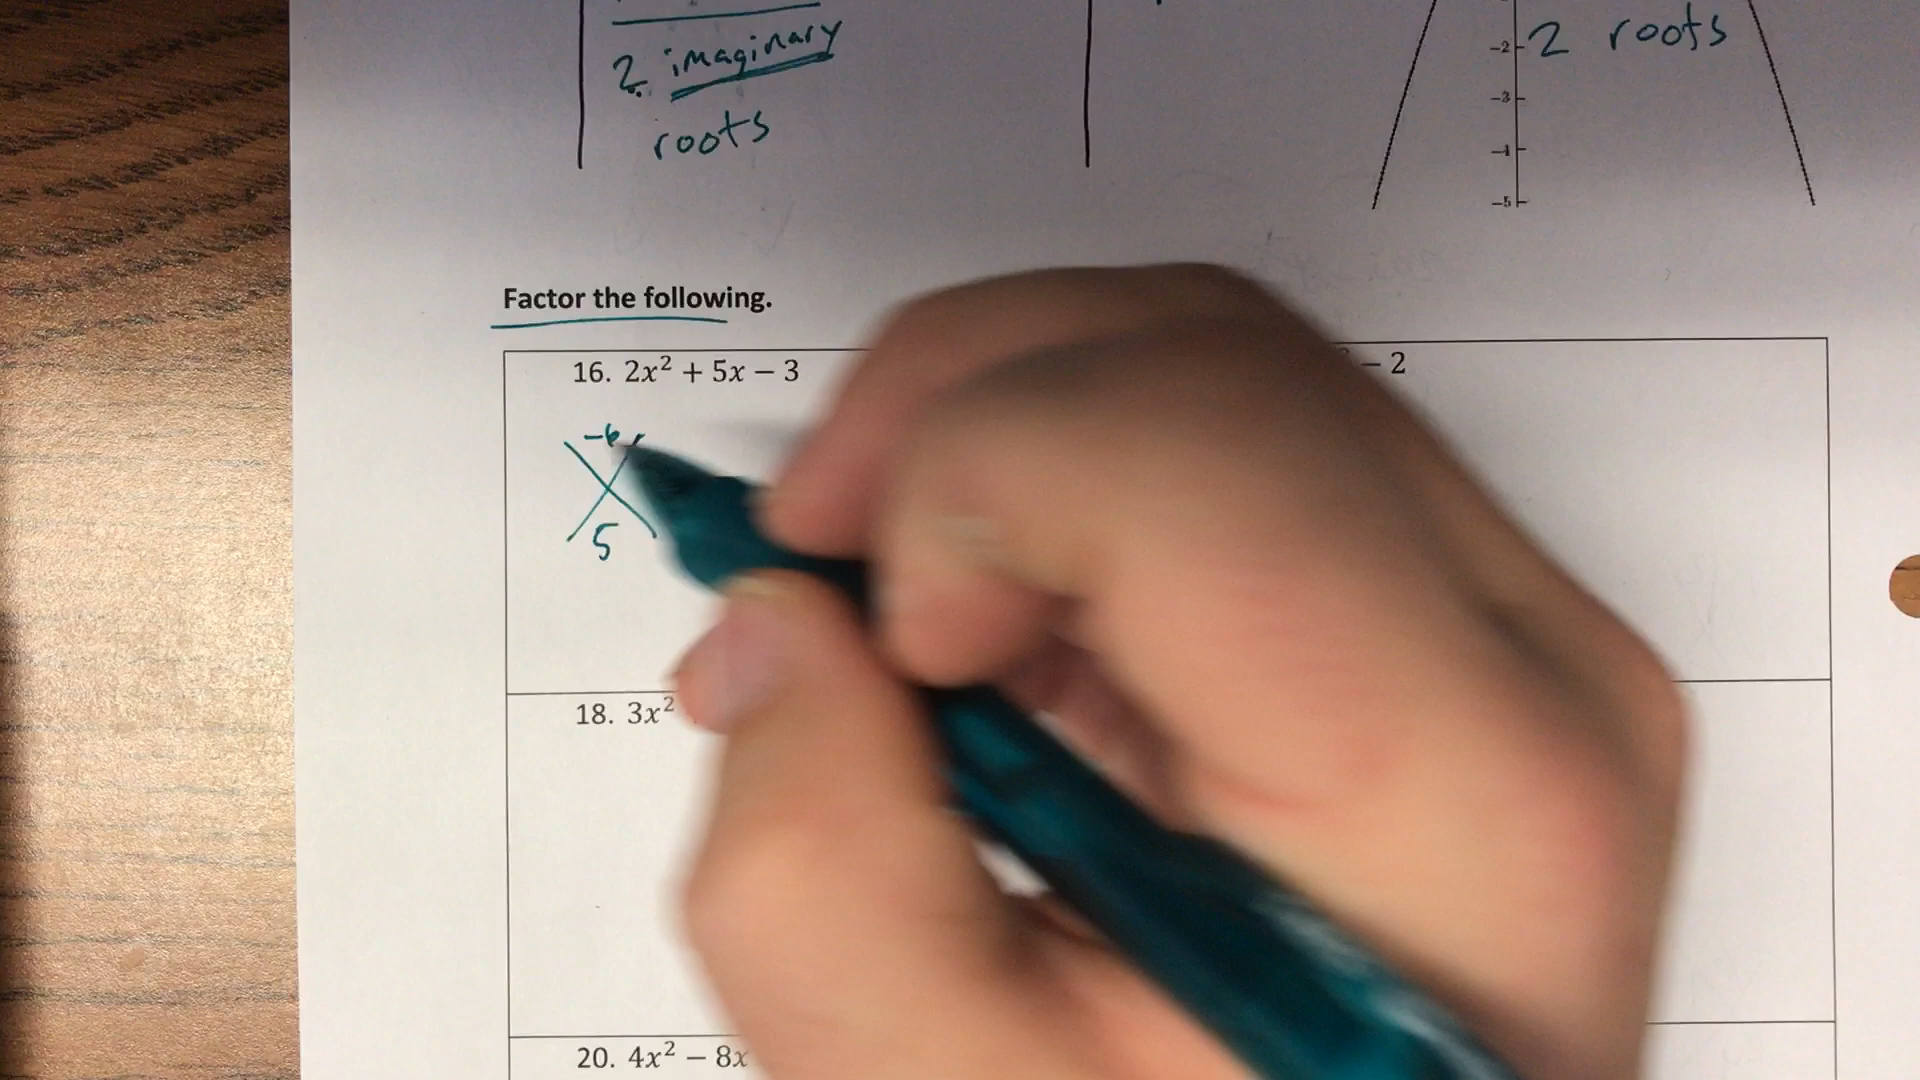 2 imaginary
roots
-2
2 roots
-3
-4
-5
Factor the following.
16. 2x² + 5x − 3
− 2
-6
5
18. 3x²
20. 4x² − 8x